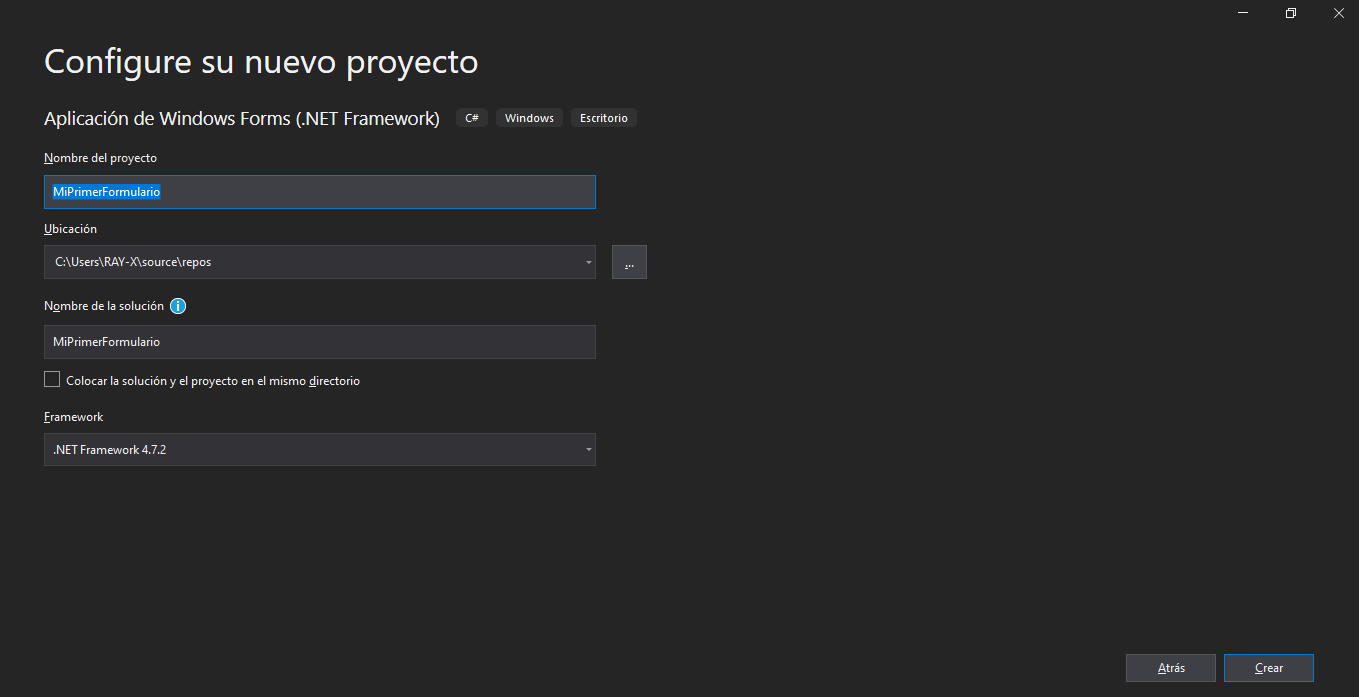 Configure su nuevo proyecto
Aplicación de Windows Forms (.NET Framework) C# Windows Escritorio
Nombre del proyecto
MiPrimerFormulario
Ubicación
C:\Users\RAY-X\source\repos
...
Nombre de la solución
MiPrimerFormulario
Colocar la solución y el proyecto en el mismo directorio
Framework
.NET Framework 4.7.2
Atrás Crear